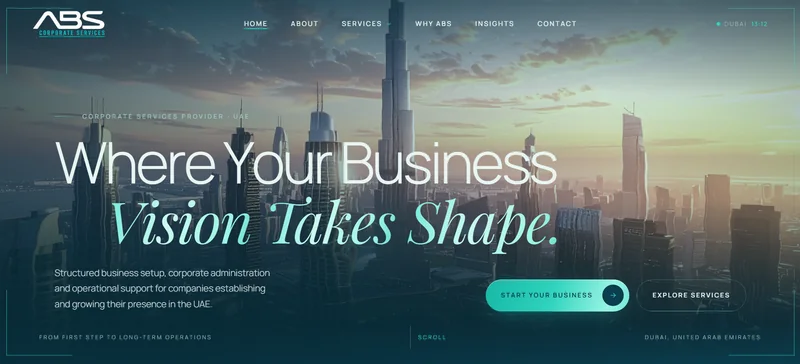 ABS
CORPORATE SERVICES
HOME
ABOUT
SERVICES
WHY ABS
INSIGHTS
CONTACT
DUBAI 15:12
CORPORATE SERVICES PROVIDER · UAE
Where Your Business
Vision Takes Shape.
Structured business setup, corporate administration
and operational support for companies establishing
and growing their presence in the UAE.
START YOUR BUSINESS →
EXPLORE SERVICES
FROM FIRST STEP TO LONG-TERM OPERATIONS
SCROLL
DUBAI, UNITED ARAB EMIRATES